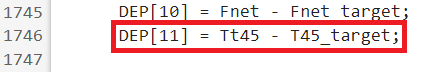 1745 DEP[10] = Fnet - Fnet_target;
1746 DEP[11] = Tt45 - T45_target;
1747